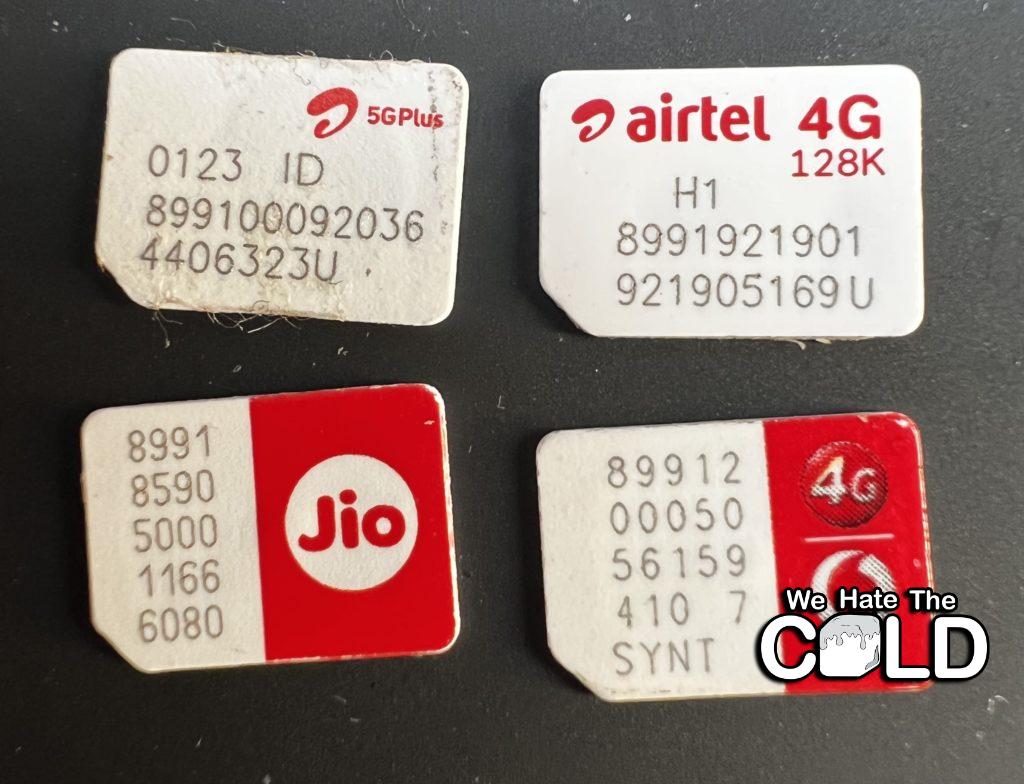 5GPlus
0123 ID
899100092036
4406323U
airtel 4G
128K
H1
8991921901
921905169U
8991
8590
5000
1166
6080
Jio
89912
00050
56159
410 7
SYNT
4G
We Hate The
COLD